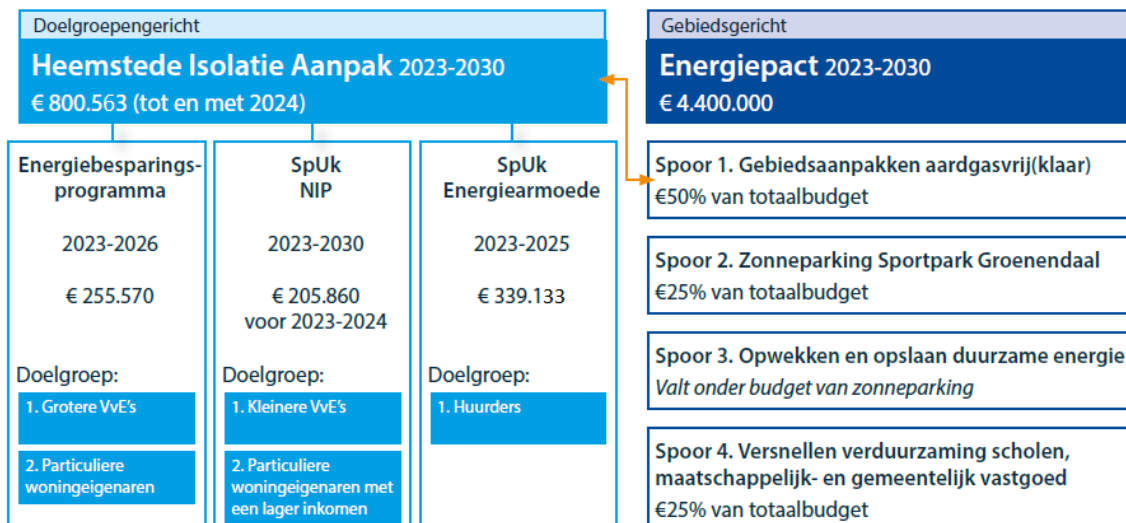 Doelgroepengericht
Heemstede Isolatie Aanpak 2023-2030
€ 800.563 (tot en met 2024)
Energiebesparings-
programma
2023-2026
€ 255.570
Doelgroep:
1. Grotere VvE's
2. Particuliere
woningeigenaren
SpUk
NIP
2023-2030
€ 205.860
voor 2023-2024
Doelgroep:
1. Kleinere VvE's
2. Particuliere
woningeigenaren met
een lager inkomen
SpUk
Energiearmoede
2023-2025
€ 339.133
Doelgroep:
1. Huurders
Gebiedsgericht
Energiepact 2023-2030
€ 4.400.000
Spoor 1. Gebiedsaanpakken aardgasvrij(klaar)
€50% van totaalbudget
Spoor 2. Zonneparking Sportpark Groenendaal
€25% van totaalbudget
Spoor 3. Opwekken en opslaan duurzame energie
Valt onder budget van zonneparking
Spoor 4. Versnellen verduurzaming scholen,
maatschappelijk- en gemeentelijk vastgoed
€25% van totaalbudget